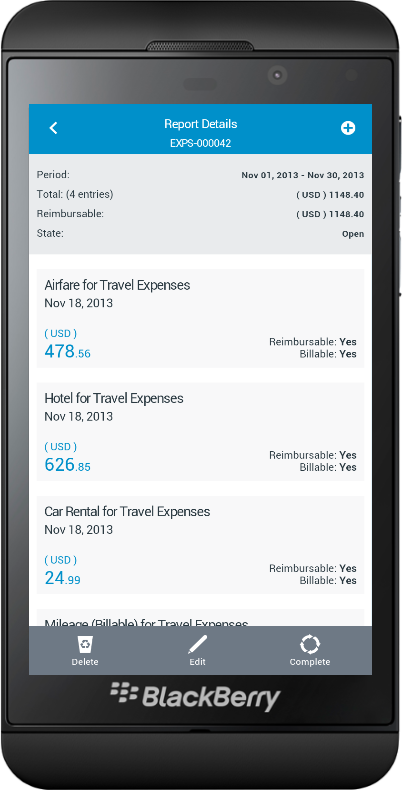 Report Details
EXPS-000042
Period: Nov 01, 2013 - Nov 30, 2013
Total: (4 entries) ( USD ) 1148.40
Reimbursable: ( USD ) 1148.40
State: Open
Airfare for Travel Expenses
Nov 18, 2013
( USD )
478.56
Reimbursable: Yes
Billable: Yes
Hotel for Travel Expenses
Nov 18, 2013
( USD )
626.85
Reimbursable: Yes
Billable: Yes
Car Rental for Travel Expenses
Nov 18, 2013
( USD )
24.99
Reimbursable: Yes
Billable: Yes
Mileage (Billable) for Travel Expenses
Delete Edit Complete
BlackBerry